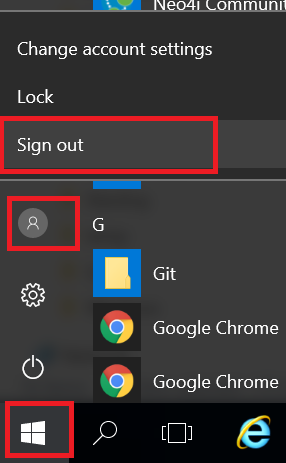 Neo4j Communit
Change account settings
Lock
Sign out
G
Git
Google Chrome
Google Chrome